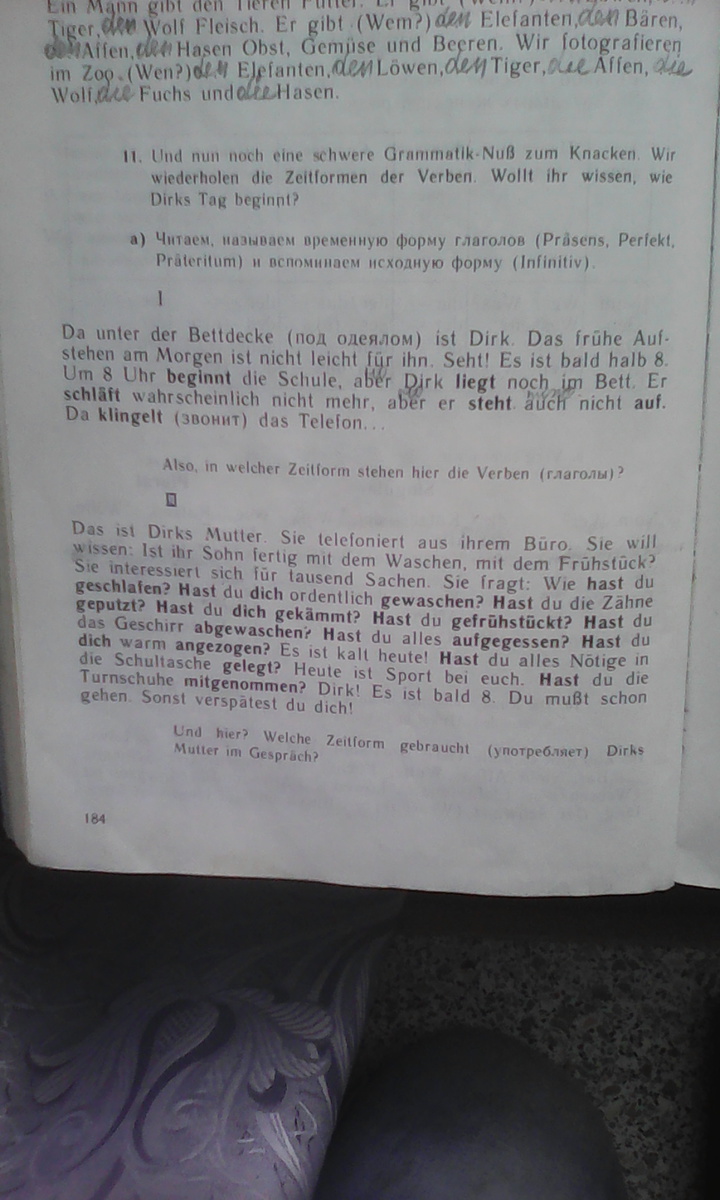 Ein Mann gibt den Tieren Futter. Er gibt
Tiger, den Wolf Fleisch. Er gibt (Wem?) den Elefanten, den Bären,
den Affen, den Hasen Obst, Gemüse und Beeren. Wir fotografieren
im Zoo (Wen?) den Elefanten, den Löwen, den Tiger, die Affen, die
Wolf, die Fuchs und die Hasen.
11. Und nun noch eine schwere Grammatik-Nuß zum Knacken. Wir
wiederholen die Zeitformen der Verben. Wollt ihr wissen, wie
Dirks Tag beginnt?
а) Читаем, называем временную форму глаголов (Präsens, Perfekt,
Präteritum) и вспоминаем исходную форму (Infinitiv).
I
Da unter der Bettdecke (под одеялом) ist Dirk. Das frühe Auf-
stehen am Morgen ist nicht leicht für ihn. Seht! Es ist bald halb 8.
Um 8 Uhr beginnt die Schule, aber Dirk liegt noch im Bett. Er
schläft wahrscheinlich nicht mehr, aber er steht auch nicht auf.
Da klingelt (звонит) das Telefon...
Also, in welcher Zeitform stehen hier die Verben (глаголы)?
II
Das ist Dirks Mutter. Sie telefoniert aus ihrem Büro. Sie will
wissen: Ist ihr Sohn fertig mit dem Waschen, mit dem Frühstück?
Sie interessiert sich für tausend Sachen. Sie fragt: Wie hast du
geschlafen? Hast du dich ordentlich gewaschen? Hast du die Zähne
geputzt? Hast du dich gekämmt? Hast du gefrühstückt? Hast du
das Geschirr abgewaschen? Hast du alles aufgegessen? Hast du
dich warm angezogen? Es ist kalt heute! Hast du alles Nötige in
die Schultasche gelegt? Heute ist Sport bei euch. Hast du die
Turnschuhe mitgenommen? Dirk! Es ist bald 8. Du mußt schon
gehen. Sonst verspätest du dich!
Und hier? Welche Zeitform gebraucht (употребляет) Dirks
Mutter im Gespräch?
184